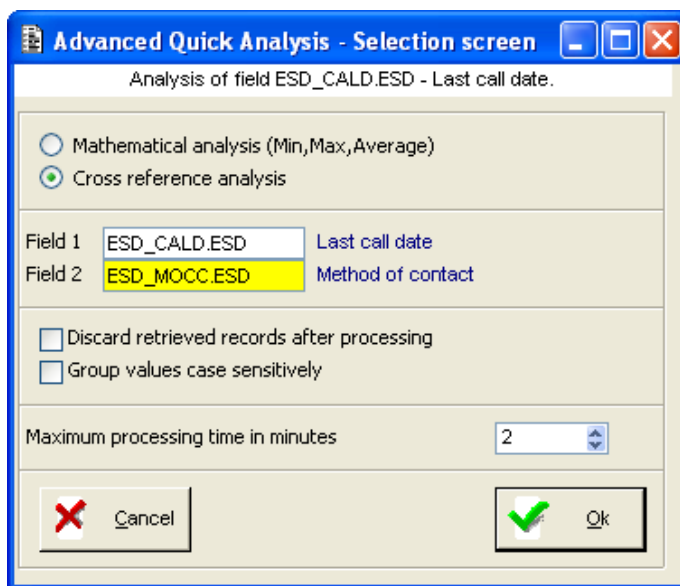 Advanced Quick Analysis - Selection screen
Analysis of field ESD_CALD.ESD - Last call date.
Mathematical analysis (Min,Max,Average)
Cross reference analysis
Field 1 ESD_CALD.ESD Last call date
Field 2 ESD_MOCC.ESD Method of contact
Discard retrieved records after processing
Group values case sensitively
Maximum processing time in minutes 2
Cancel Ok